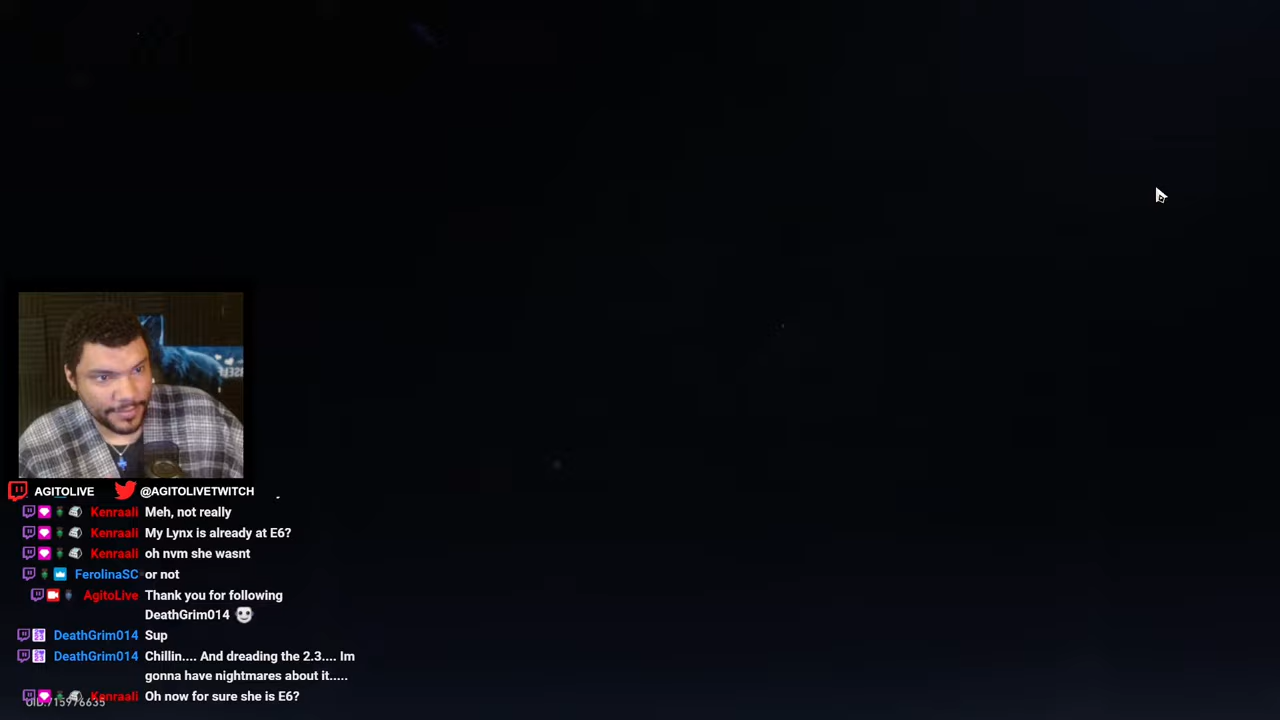 AGITOLIVE @AGITOLIVETWITCH
Kenraali Meh, not really
Kenraali My Lynx is already at E6?
Kenraali oh nvm she wasnt
FerolinaSC or not
AgitoLive Thank you for following
DeathGrim014
DeathGrim014 Sup
DeathGrim014 Chillin.... And dreading the 2.3.... Im
gonna have nightmares about it.....
Kenraali Oh now for sure she is E6?
UID:715976635